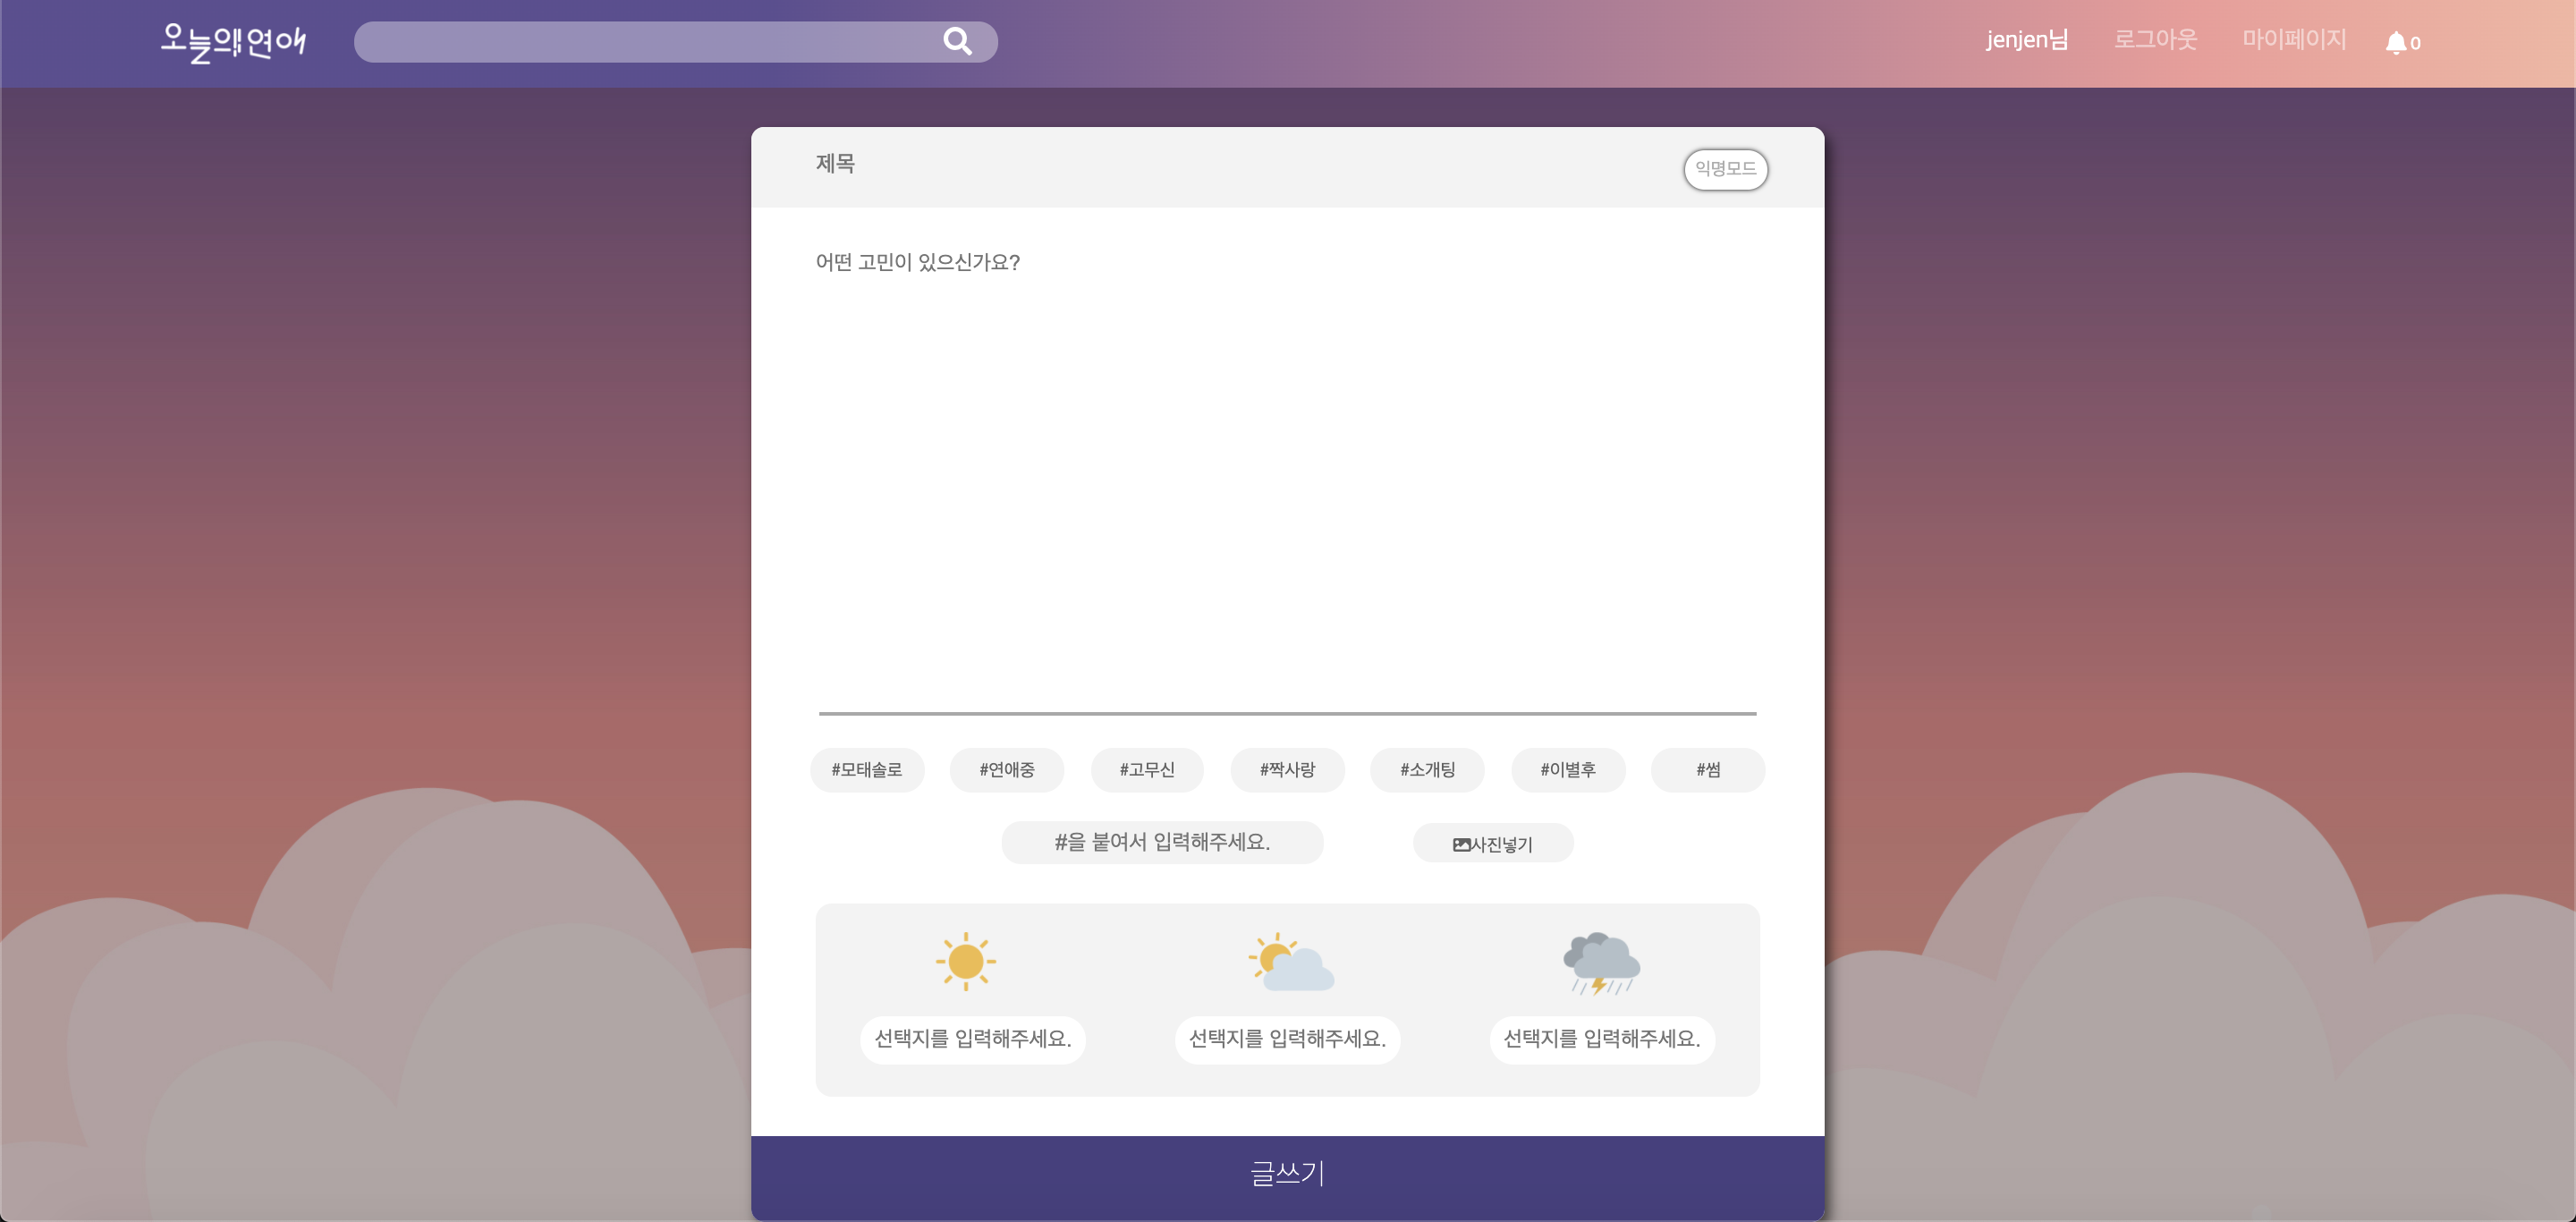 오늘의연애
jenjen님 로그아웃 마이페이지 0
제목 익명모드
어떤 고민이 있으신가요?
#모태솔로 #연애중 #고무신 #짝사랑 #소개팅 #이별후 #썸
#을 붙여서 입력해주세요. 사진넣기
선택지를 입력해주세요. 선택지를 입력해주세요. 선택지를 입력해주세요.
글쓰기